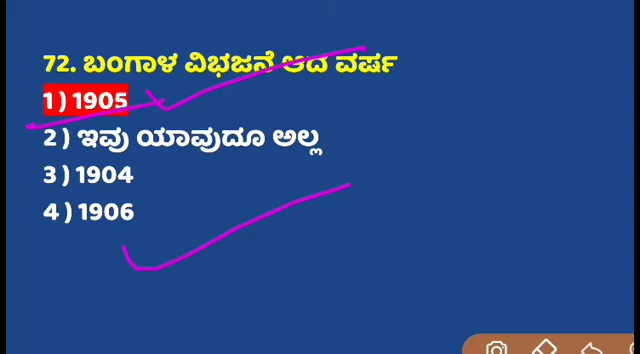 72. ಬಂಗಾಳ ವಿಭಜನೆ ಆದ ವರ್ಷ
1) 1905
2) ಇವು ಯಾವುದೂ ಅಲ್ಲ
3) 1904
4) 1906